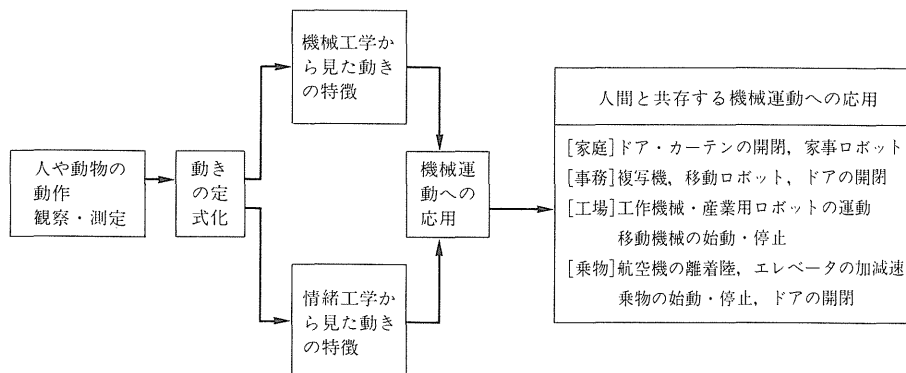 人や動物の
動作
観察・測定
動き
の定
式化
機械工学か
ら見た動き
の特徴
情緒工学か
ら見た動き
の特徴
機械運
動への
応用
人間と共存する機械運動への応用
[家庭]ドア・カーテンの開閉，家事ロボット
[事務]複写機，移動ロボット，ドアの開閉
[工場]工作機械・産業用ロボットの運動
移動機械の始動・停止
[乗物]航空機の離着陸，エレベータの加減速
乗物の始動・停止，ドアの開閉